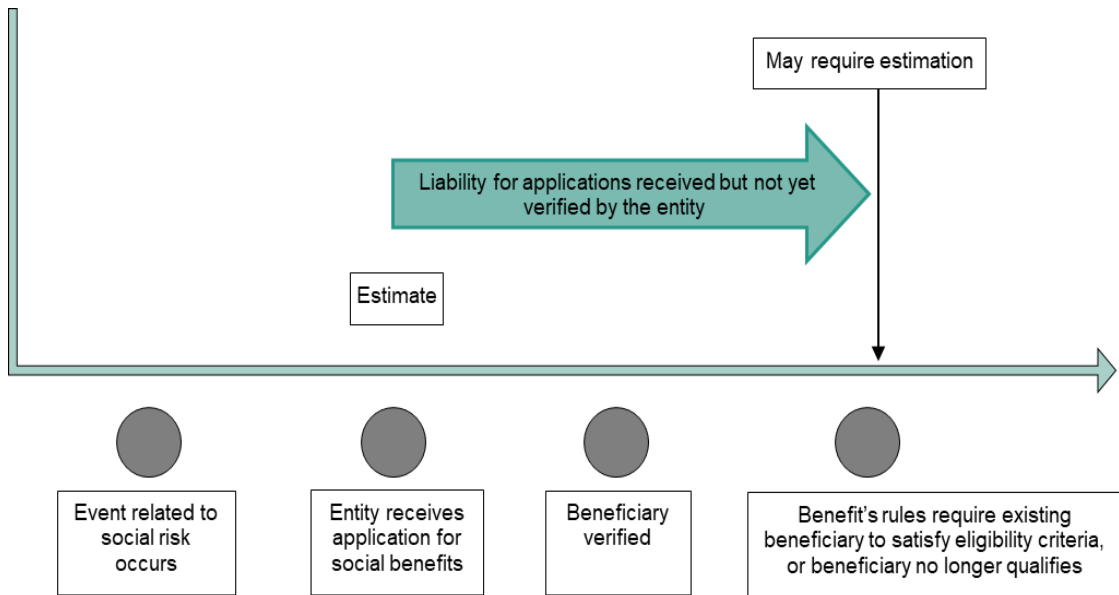 May require estimation
Liability for applications received but not yet
verified by the entity
Estimate
Event related to
social risk
occurs
Entity receives
application for
social benefits
Beneficiary
verified
Benefit's rules require existing
beneficiary to satisfy eligibility criteria,
or beneficiary no longer qualifies